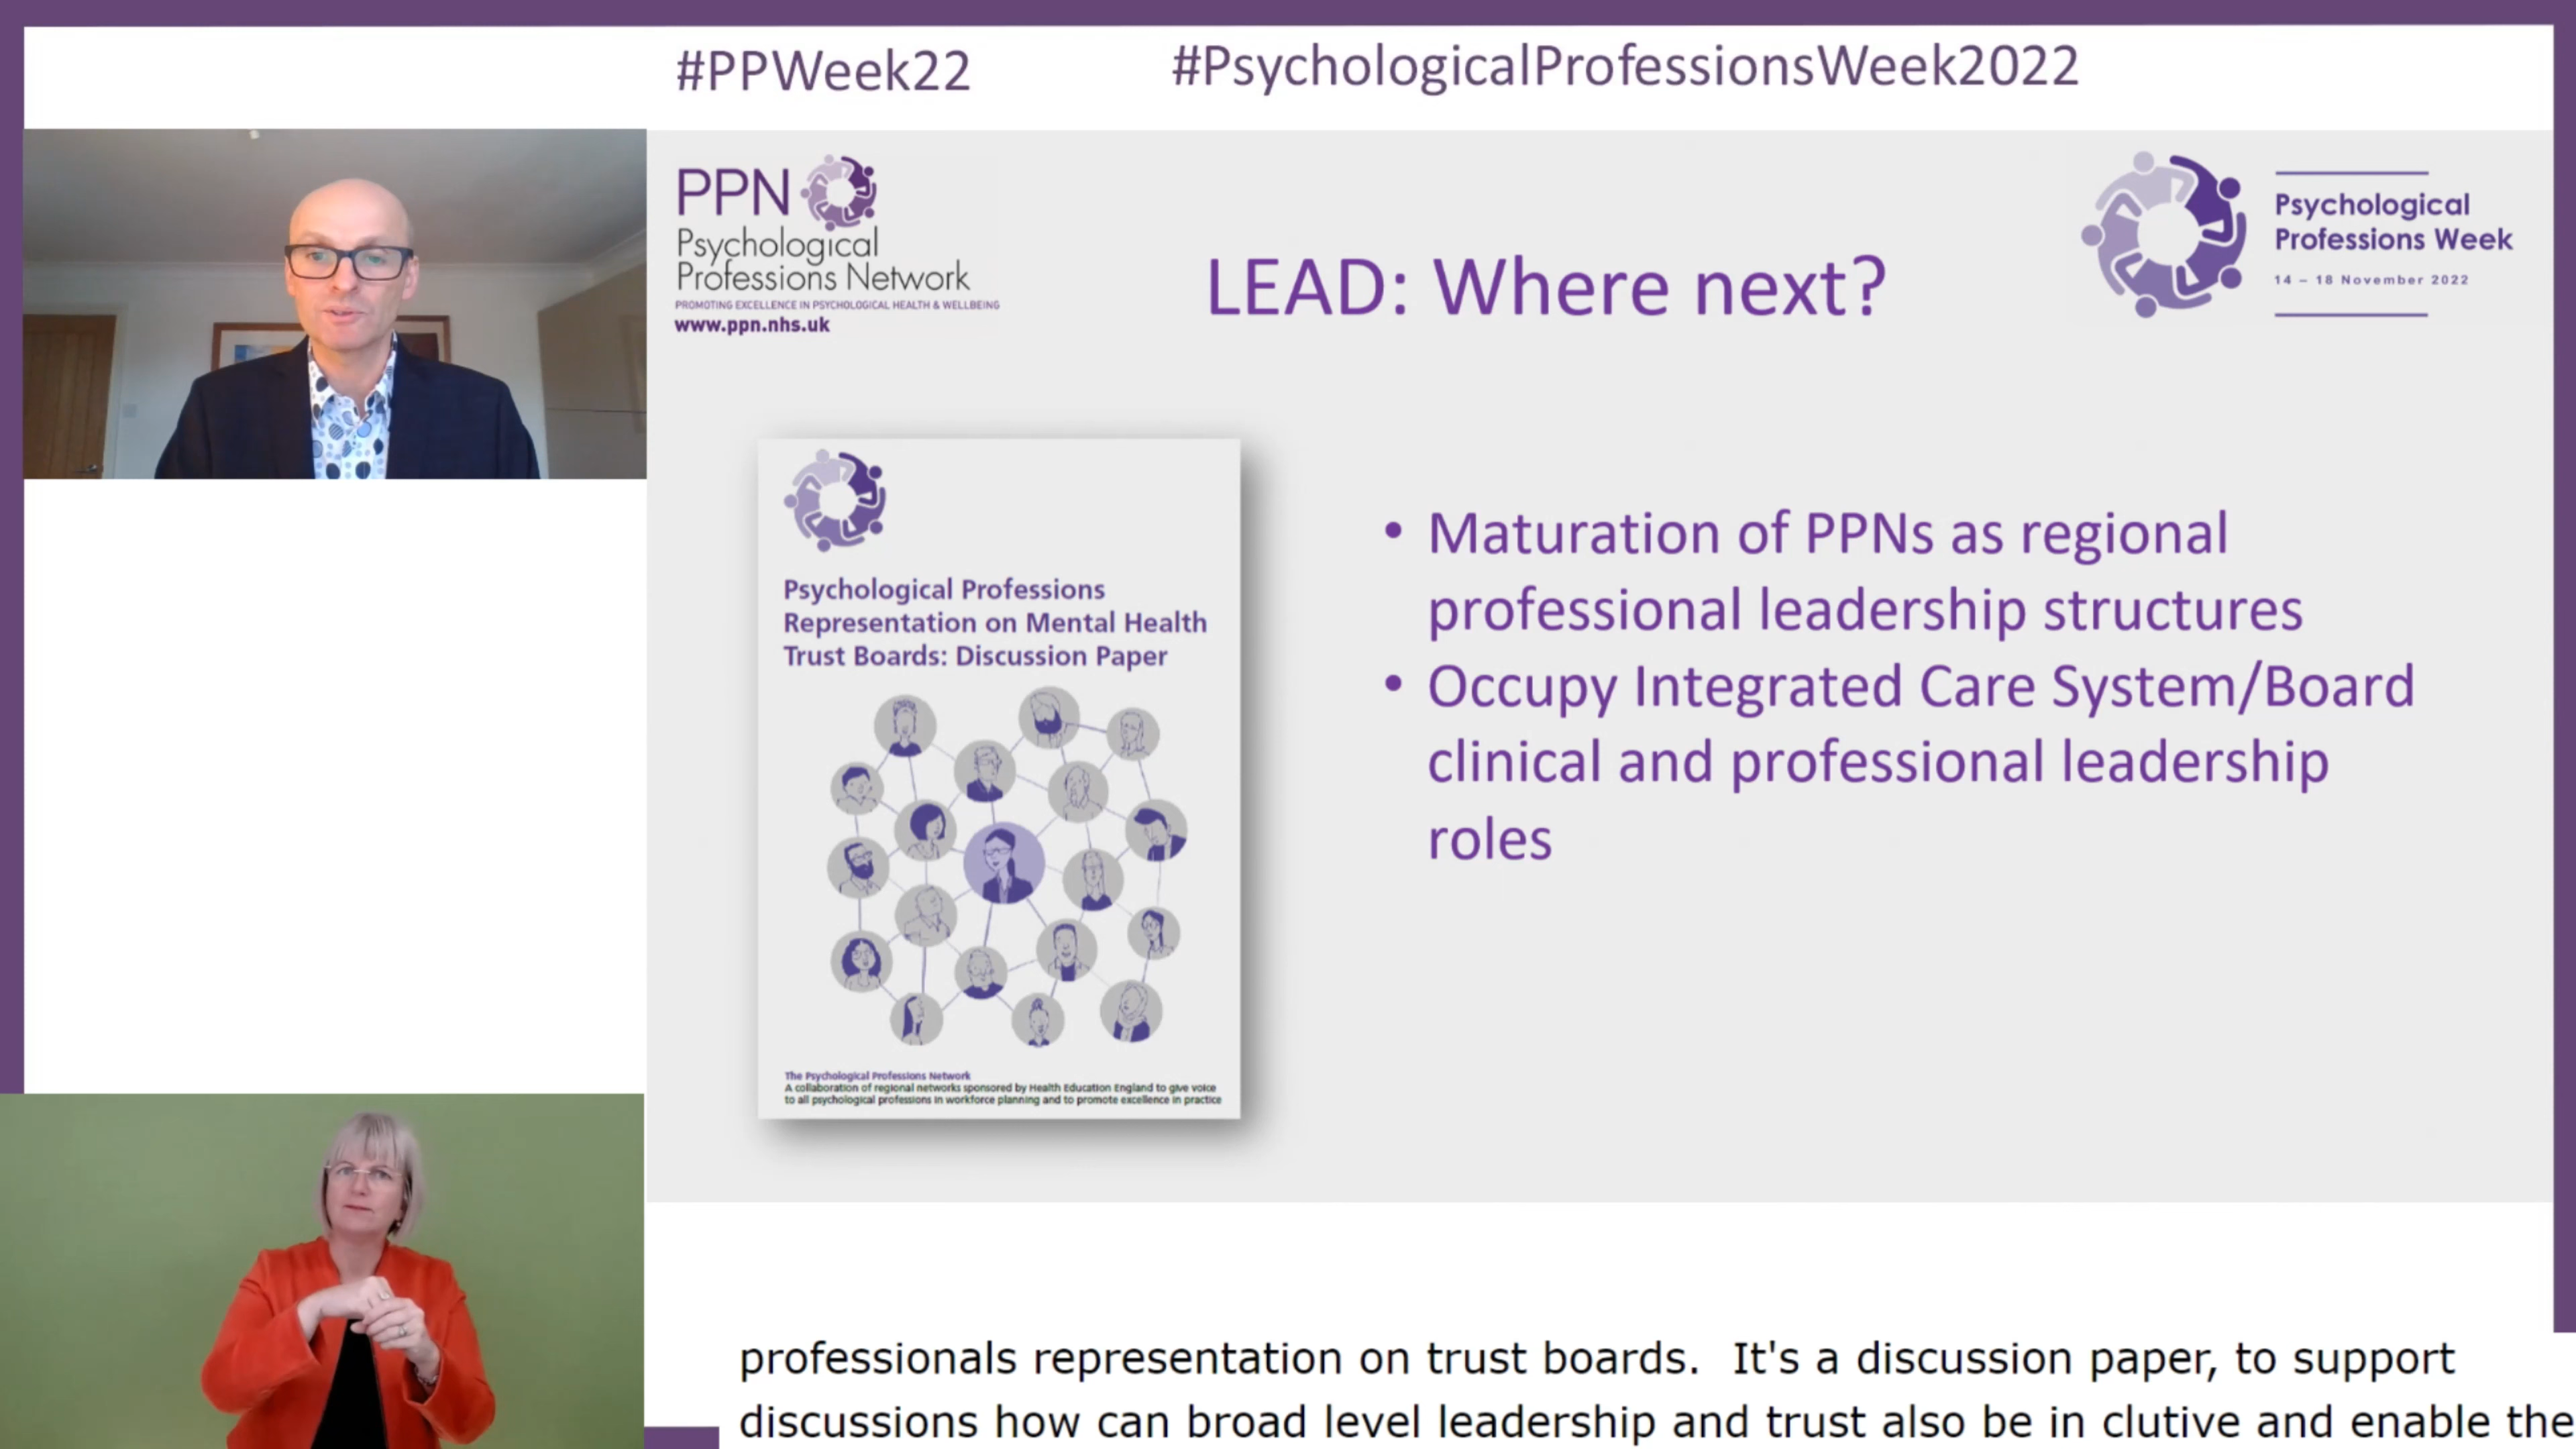 #PPWeek22
#PsychologicalProfessionsWeek2022
PPN
Psychological
Professions Network
PROMOTING EXCELLENCE IN PSYCHOLOGICAL HEALTH & WELLBEING
www.ppn.nhs.uk
LEAD: Where next?
Psychological
Professions Week
14 – 18 November 2022
Psychological Professions
Representation on Mental Health
Trust Boards: Discussion Paper
The Psychological Professions Network
A collaboration of regional networks sponsored by Health Education England to give voice
to all psychological professions in workforce planning and to promote excellence in practice
• Maturation of PPNs as regional
professional leadership structures
• Occupy Integrated Care System/Board
clinical and professional leadership
roles
professionals representation on trust boards.  It's a discussion paper, to support
discussions how can broad level leadership and trust also be in clutive and enable the